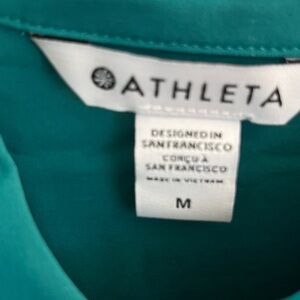 ATHLETA
DESIGNED IN
SAN FRANCISCO
CONÇU À
SAN FRANCISCO
MADE IN VIETNAM
M